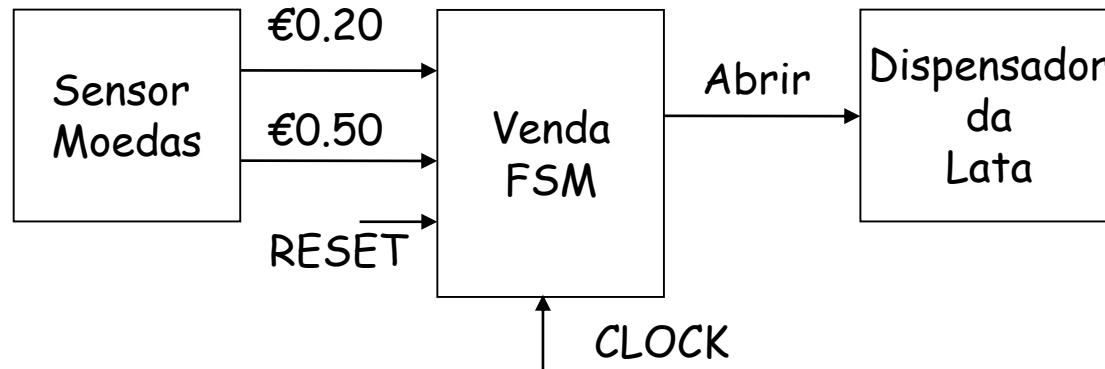 €0.20
Sensor
Moedas
€0.50
RESET
Venda
FSM
CLOCK
Abrir
Dispensador
da
Lata